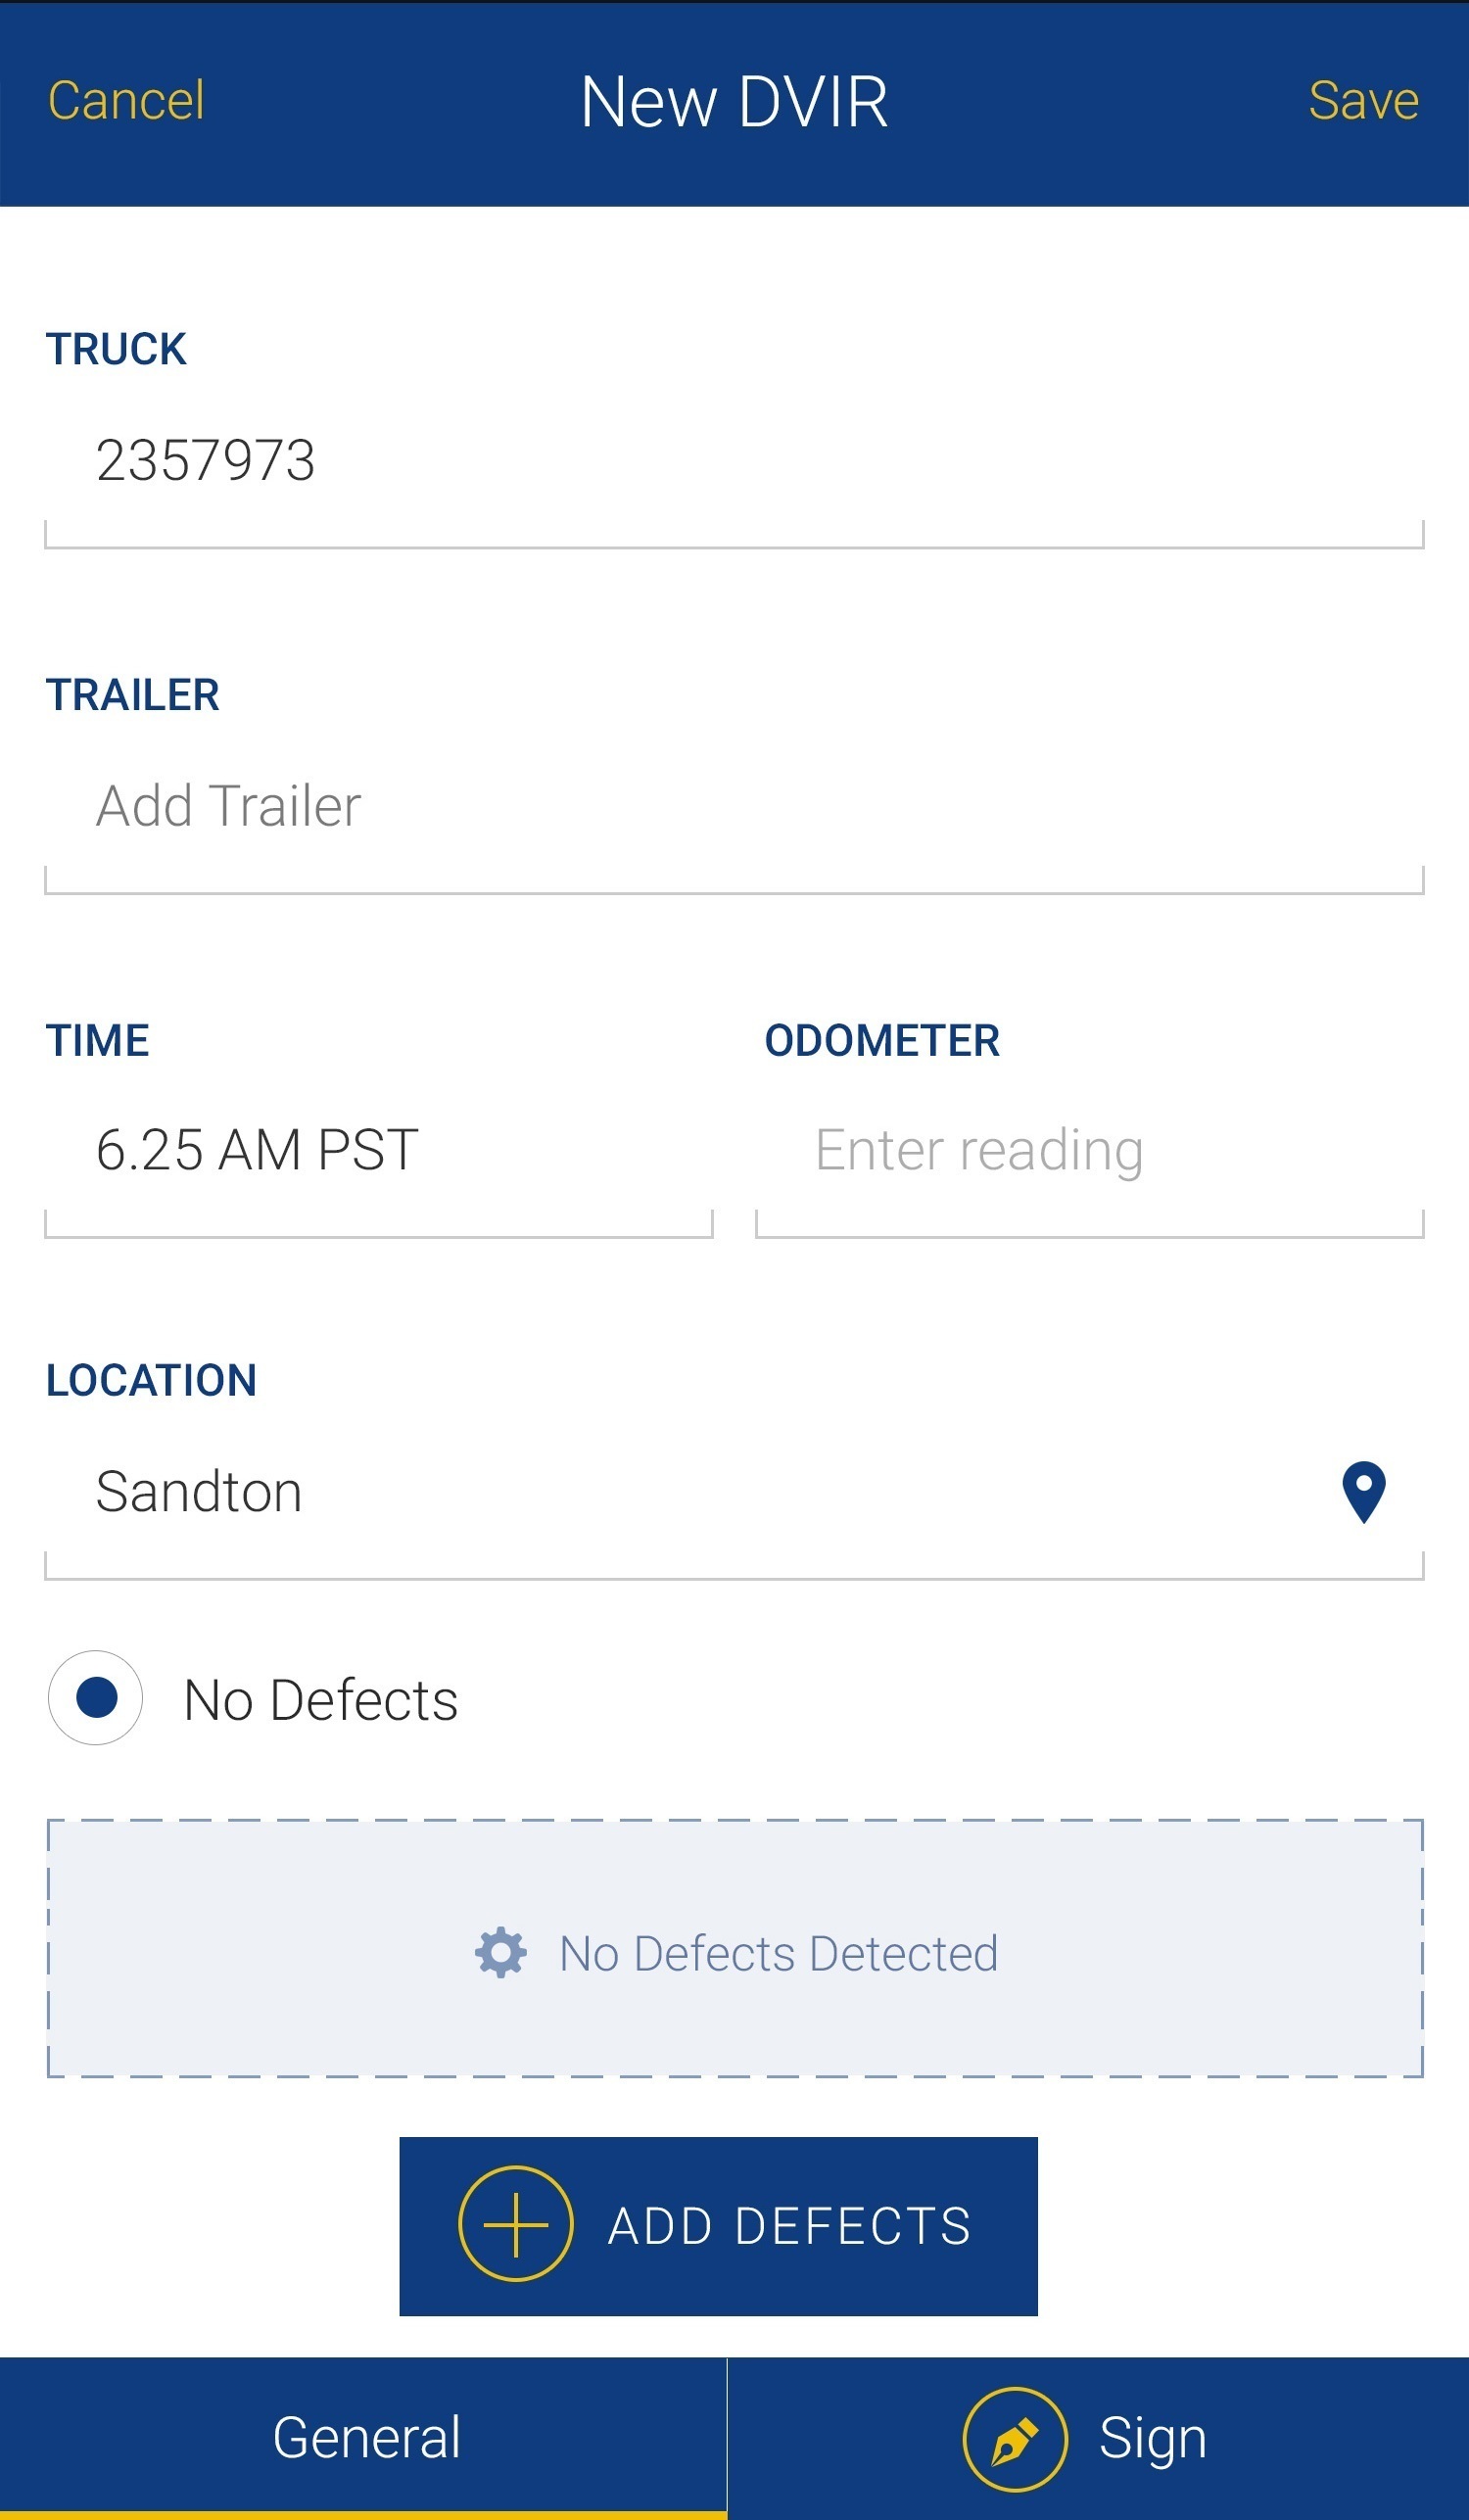 Cancel New DVIR Save
TRUCK
2357973
TRAILER
Add Trailer
TIME ODOMETER
6.25 AM PST Enter reading
LOCATION
Sandton
No Defects
No Defects Detected
ADD DEFECTS
General Sign